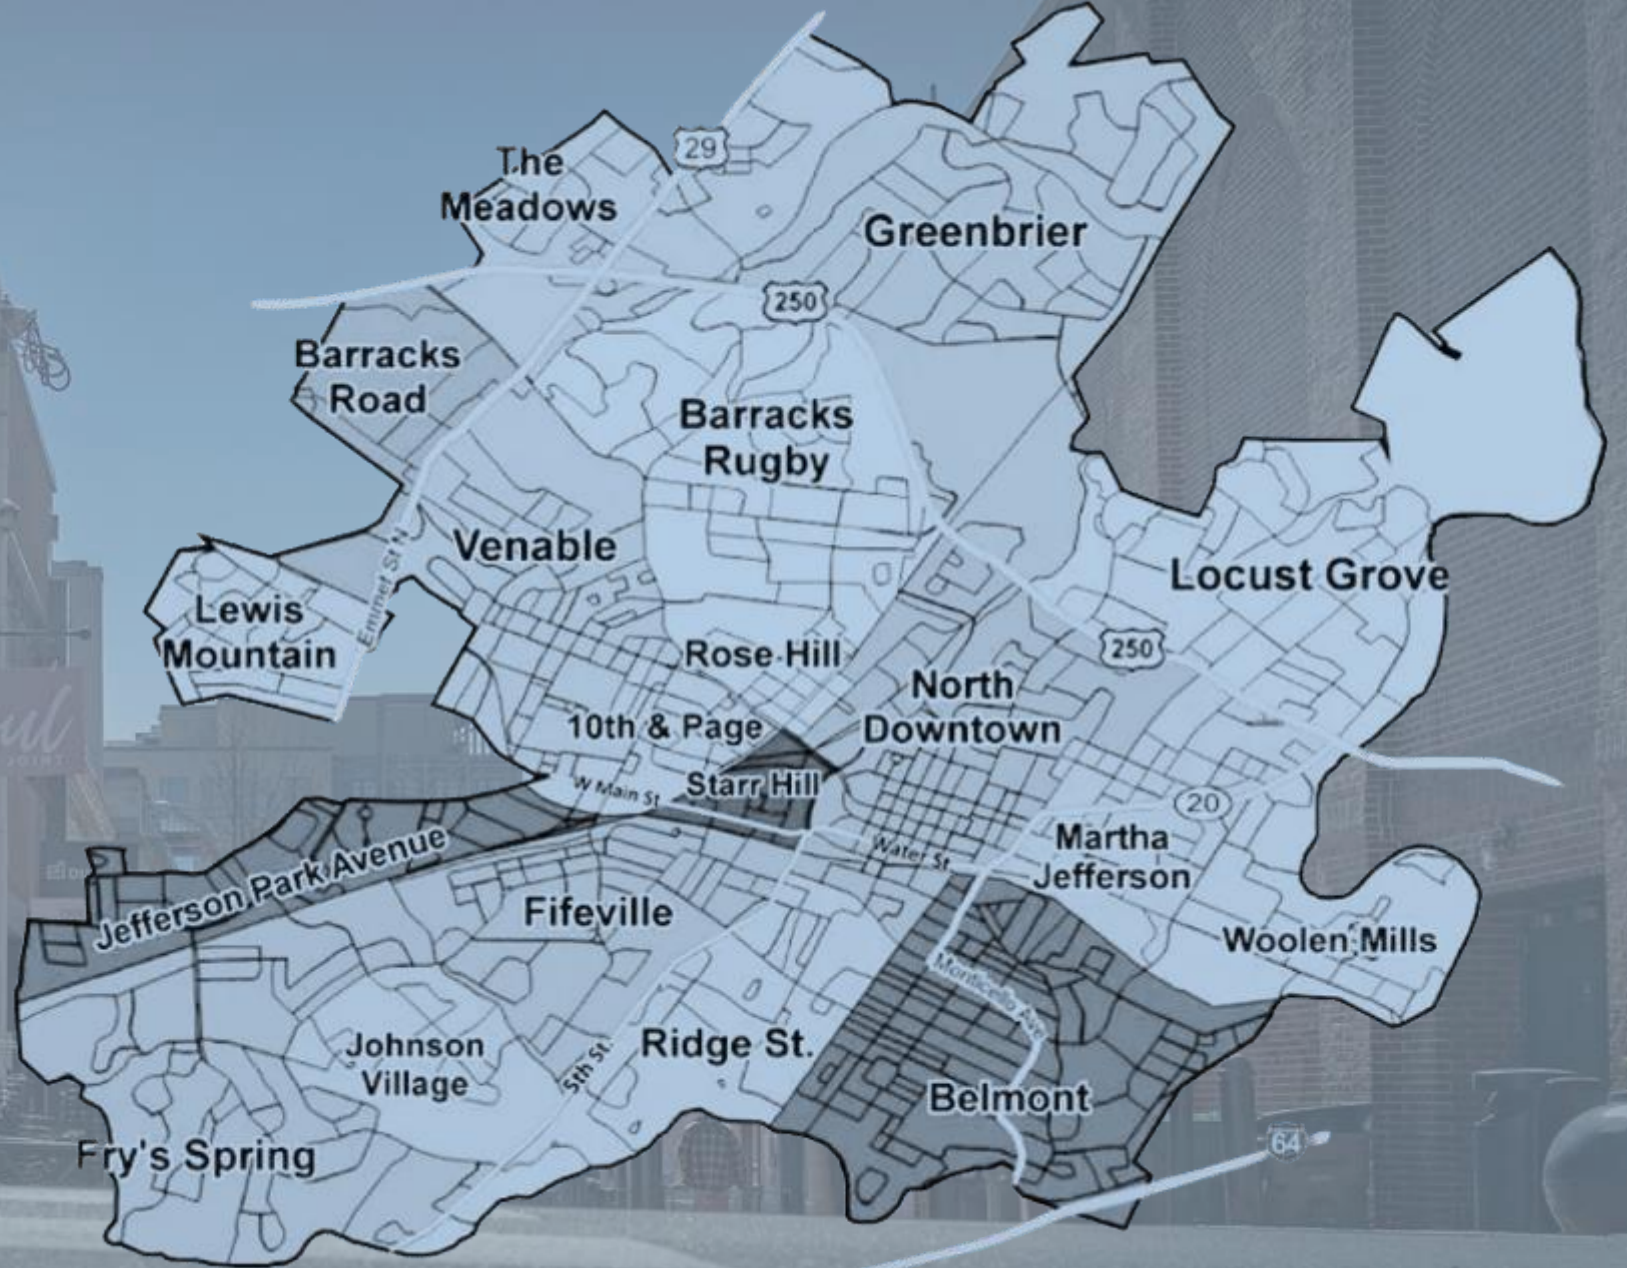 The
Meadows
29
Greenbrier
250
Barracks
Road
Barracks
Rugby
Emmet St N
Venable
Locust Grove
Lewis
Mountain
Rose Hill
250
North
Downtown
10th & Page
Starr Hill
W Main St
20
Water St
Martha
Jefferson
Jefferson Park Avenue
Fifeville
Woolen Mills
Monticello Ave
Johnson
Village
5th St.
Ridge St.
Belmont
Fry's Spring
64